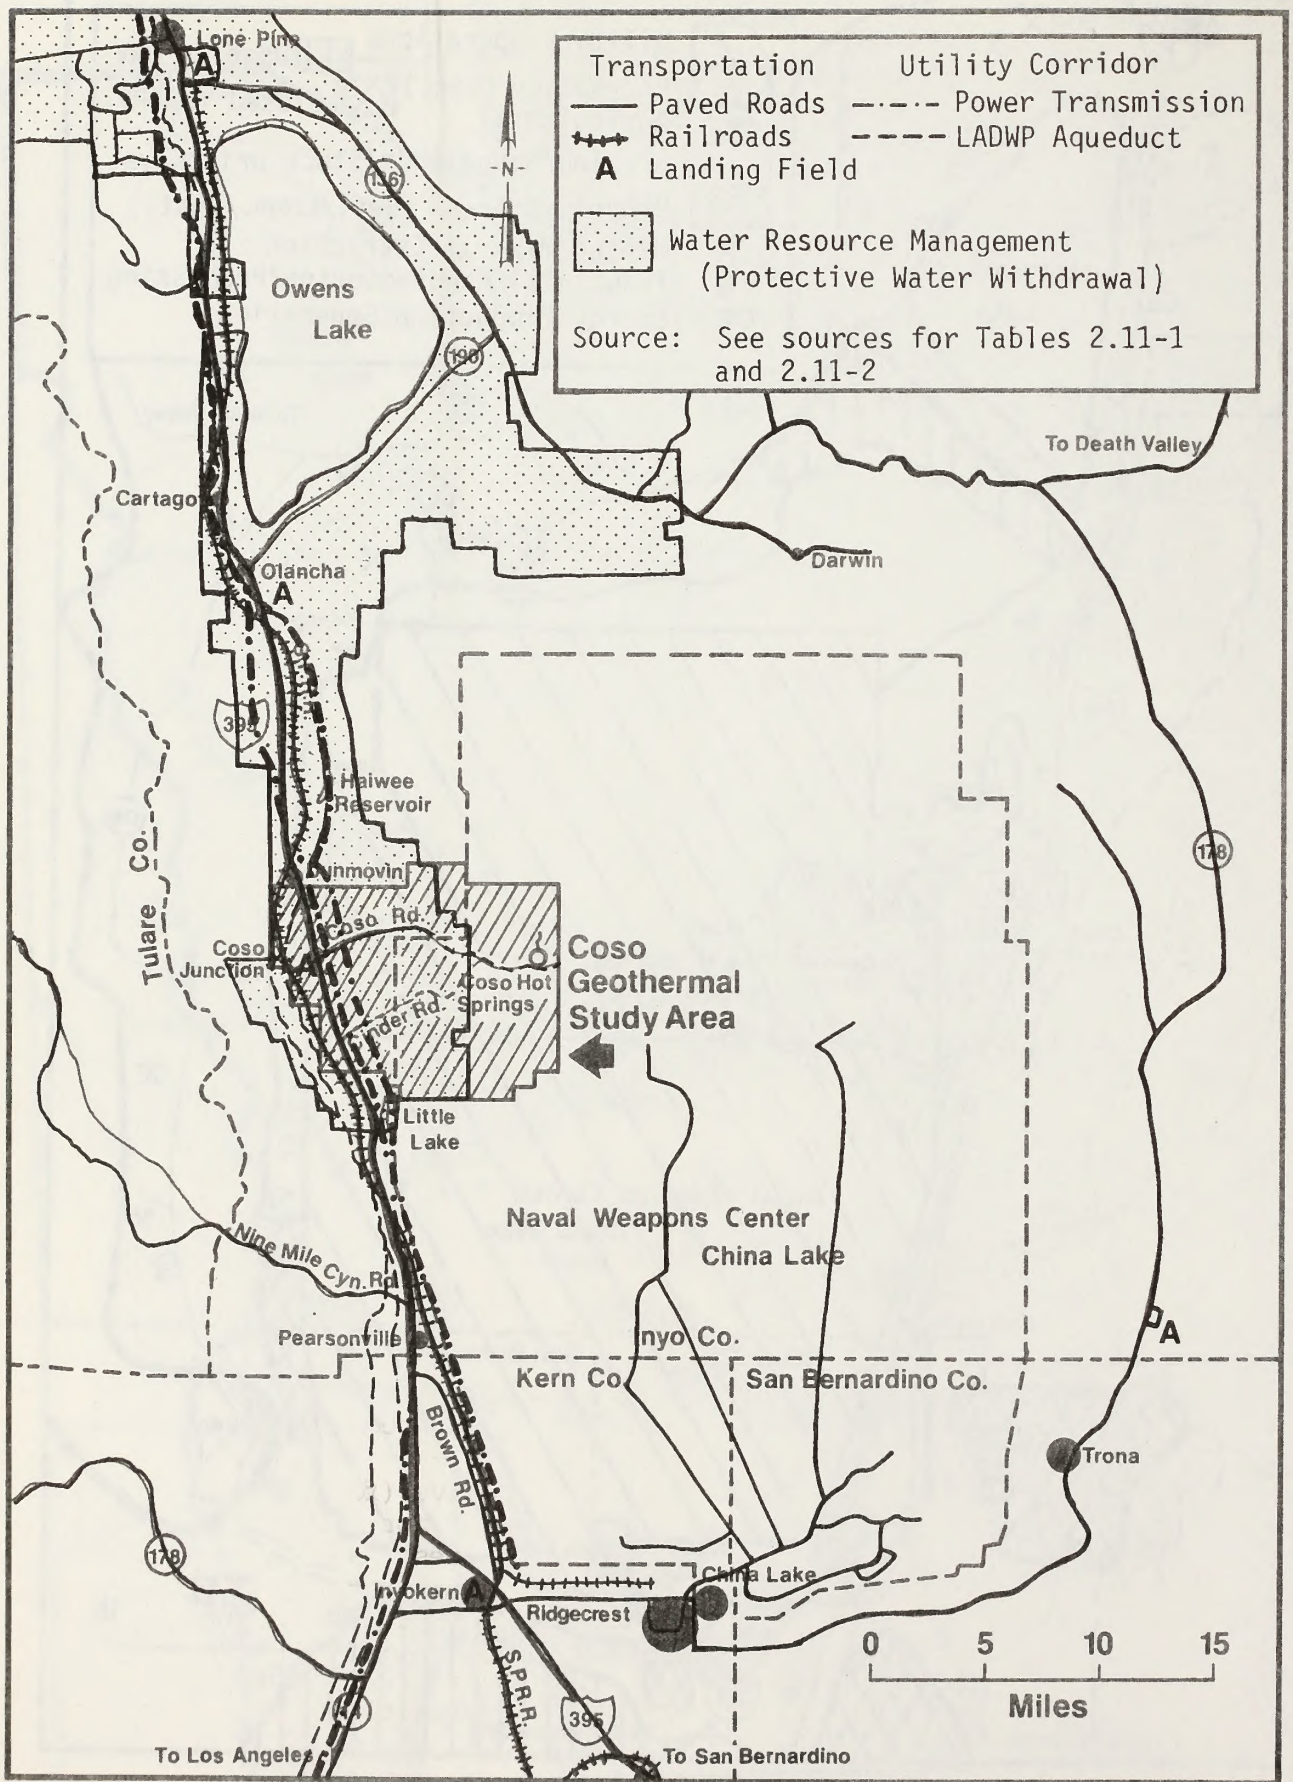 Lone Pine
A
Transportation
Paved Roads
Railroads
A Landing Field
Utility Corridor
Power Transmission
LADWP Aqueduct
Water Resource Management
(Protective Water Withdrawal)
Source: See sources for Tables 2.11-1
and 2.11-2
N
136
Owens
Lake
190
To Death Valley
Cartago
Olancha
A
Darwin
395
Haiwee
Reservoir
Tulare Co.
178
Dunmovin
Coso Rd.
Coso
Junction
A
Coso Hot
Springs
Cinder Rd.
Coso
Geothermal
Study Area
Little
Lake
Naval Weapons Center
China Lake
Nine Mile Cyn. Rd.
Pearsonville
Inyo Co.
A
Kern Co.
San Bernardino Co.
Brown Rd.
Trona
178
Inyokern
A
China Lake
Ridgecrest
S.P.R.R.
395
0 5 10 15
Miles
To Los Angeles
To San Bernardino